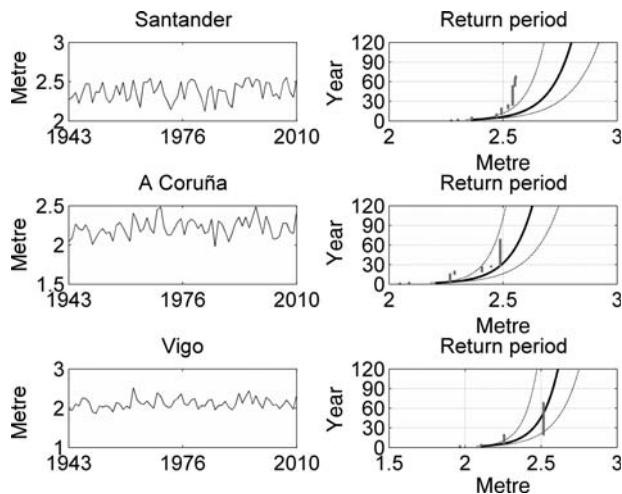 Santander
Return period
Metre
3
2.5
2
1943
1976
2010
Year
120
90
60
30
0
2
2.5
3
Metre
A Coruña
Return period
Metre
2.5
2
1.5
1943
1976
2010
Year
120
90
60
30
0
2
2.5
3
Metre
Vigo
Return period
Metre
3
2
1
1943
1976
2010
Year
120
90
60
30
0
1.5
2
2.5
3
Metre